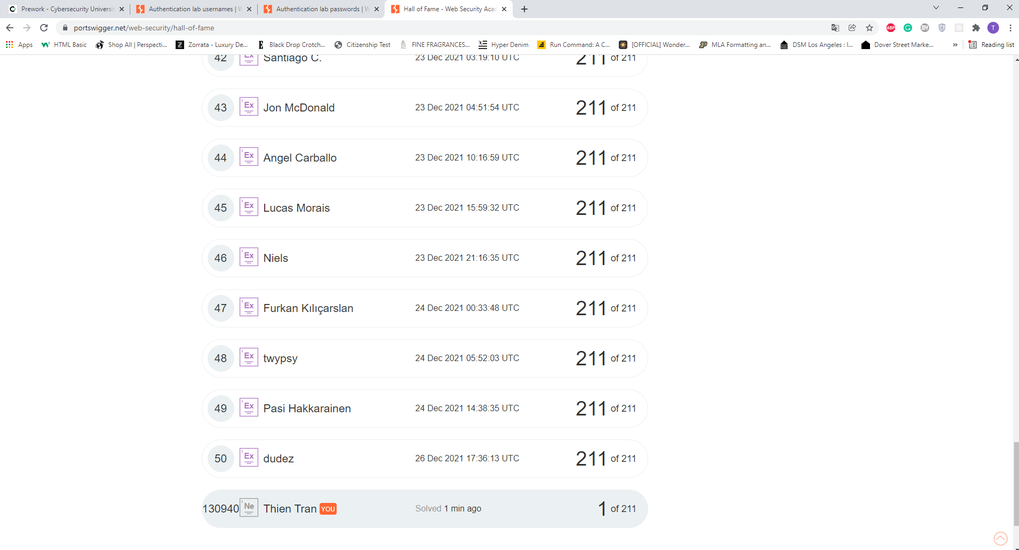 Prework - Cybersecurity Universi
Authentication lab usernames | W
Authentication lab passwords | W
Hall of Fame - Web Security Aca
portswigger.net/web-security/hall-of-fame
T
Apps
HTML Basic
Shop All | Perspecti...
Zorrata - Luxury De...
Black Drop Crotch...
Citizenship Test
FINE FRAGRANCES...
Hyper Denim
Run Command: A C...
[OFFICIAL] Wonder...
MLA Formatting an...
DSM Los Angeles : I...
Dover Street Marke...
»
Reading list
42 Santiago C. 23 Dec 2021 03:19:10 UTC 211 of 211
43 Ex Jon McDonald 23 Dec 2021 04:51:54 UTC 211 of 211
44 Ex Angel Carballo 23 Dec 2021 10:16:59 UTC 211 of 211
45 Ex Lucas Morais 23 Dec 2021 15:59:32 UTC 211 of 211
46 Ex Niels 23 Dec 2021 21:16:35 UTC 211 of 211
47 Ex Furkan Kılıçarslan 24 Dec 2021 00:33:48 UTC 211 of 211
48 Ex twypsy 24 Dec 2021 05:52:03 UTC 211 of 211
49 Ex Pasi Hakkarainen 24 Dec 2021 14:38:35 UTC 211 of 211
50 Ex dudez 26 Dec 2021 17:36:13 UTC 211 of 211
130940 Ne Thien Tran YOU Solved 1 min ago 1 of 211